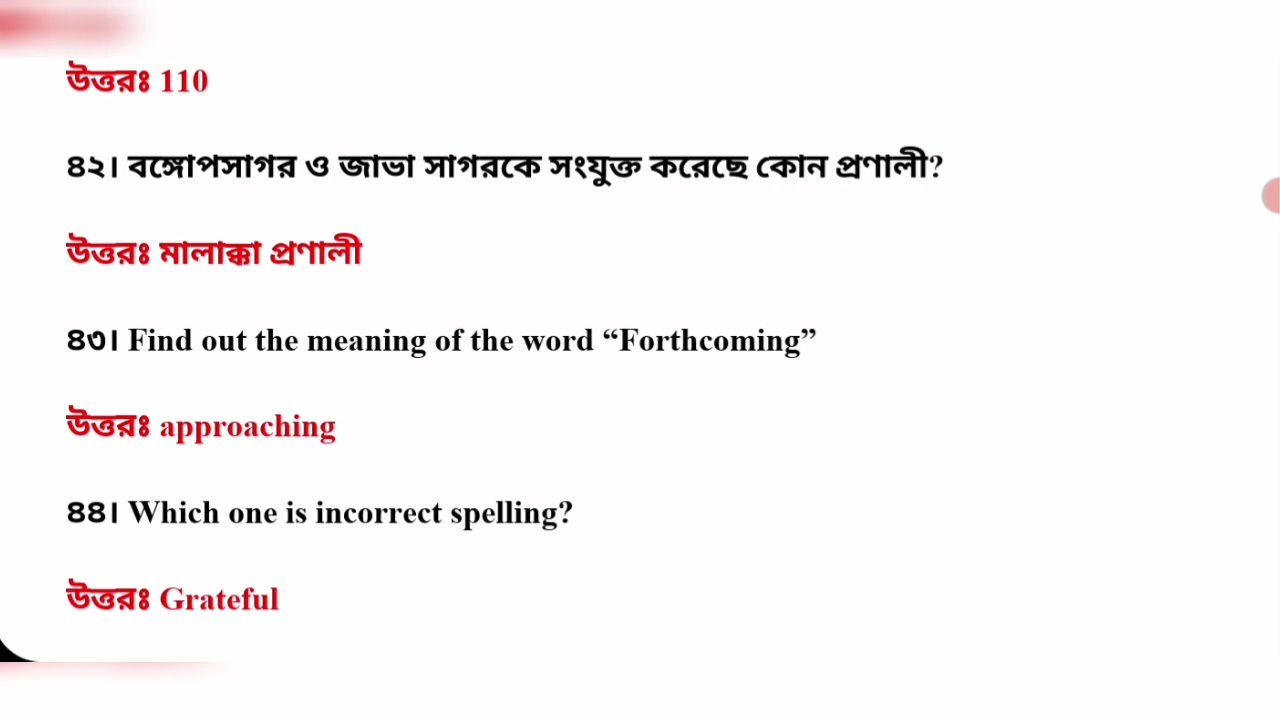 উত্তরঃ 110
৪২। বঙ্গোপসাগর ও জাভা সাগরকে সংযুক্ত করেছে কোন প্রণালী?
উত্তরঃ মালাক্কা প্রণালী
৪৩। Find out the meaning of the word “Forthcoming”
উত্তরঃ approaching
৪৪। Which one is incorrect spelling?
উত্তরঃ Grateful